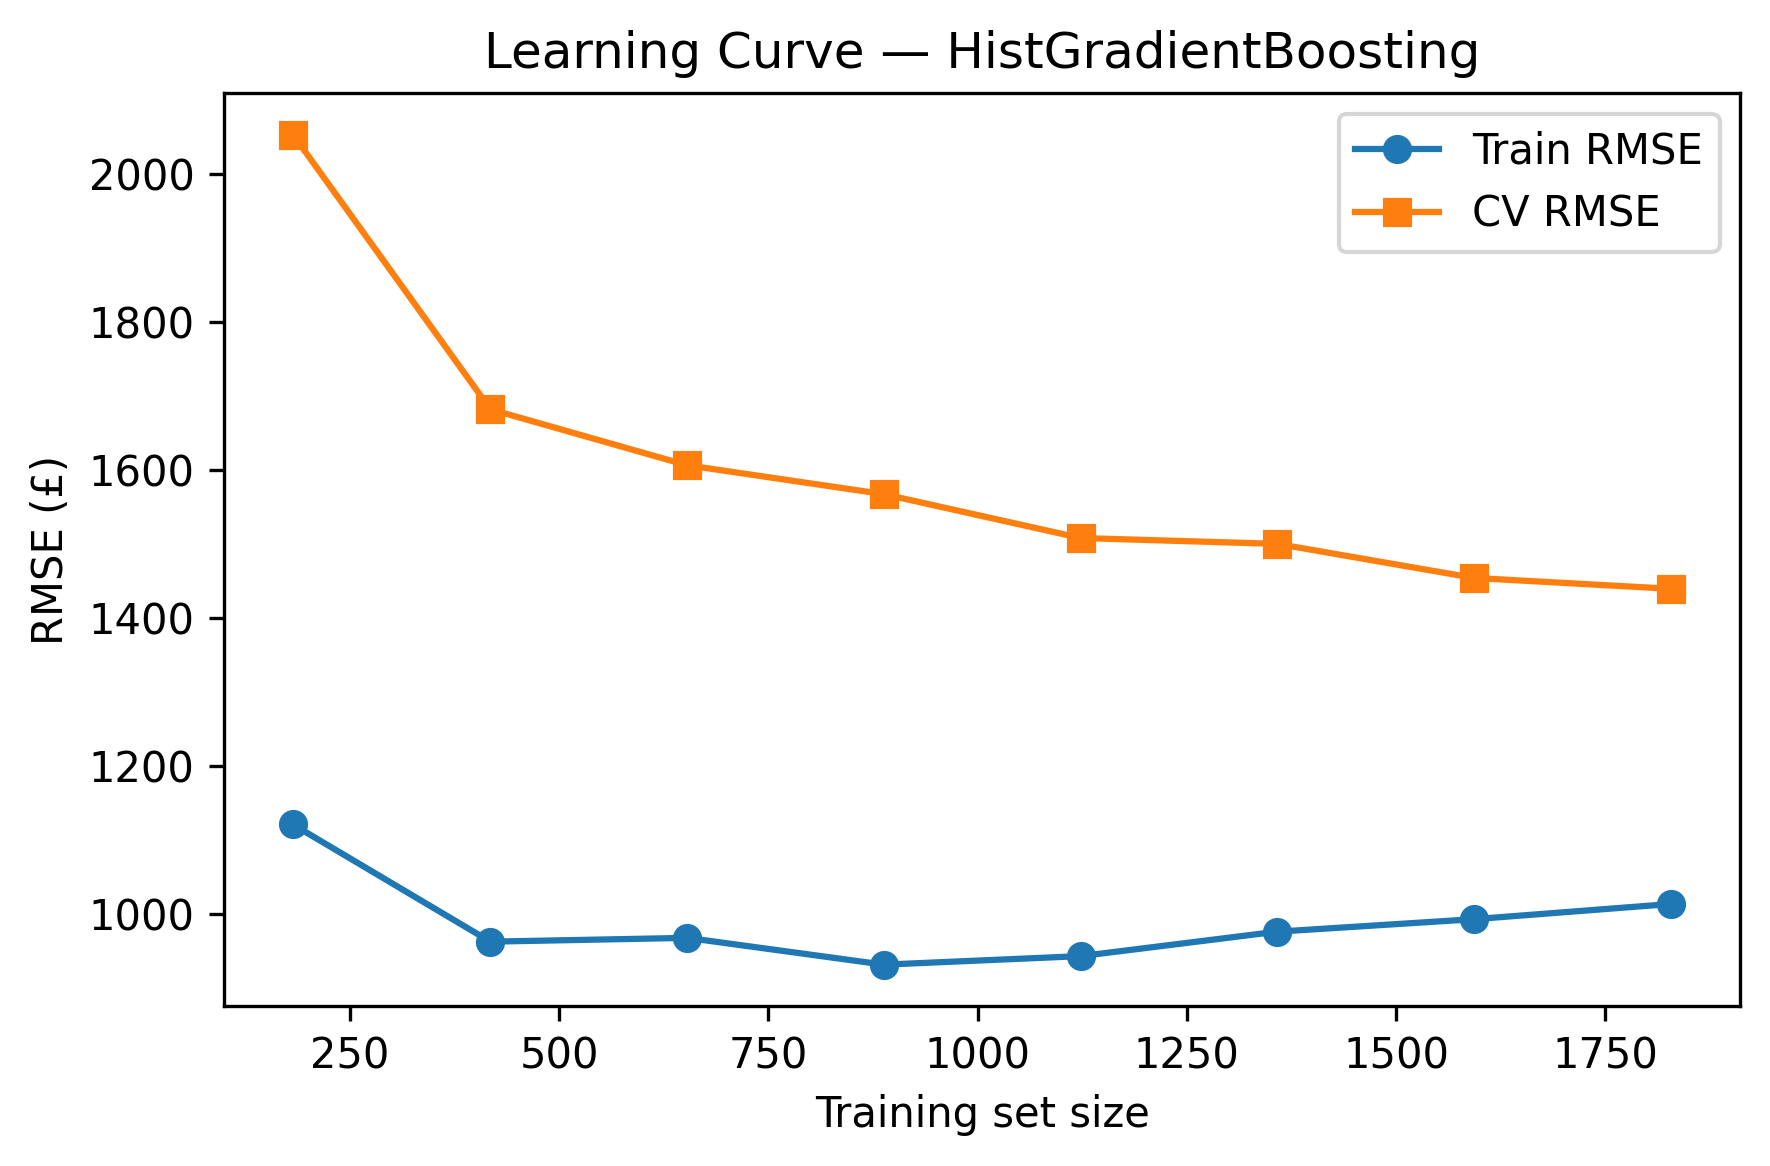 Learning Curve — HistGradientBoosting
Train RMSE
CV RMSE
RMSE (£)
2000
1800
1600
1400
1200
1000
250 500 750 1000 1250 1500 1750
Training set size